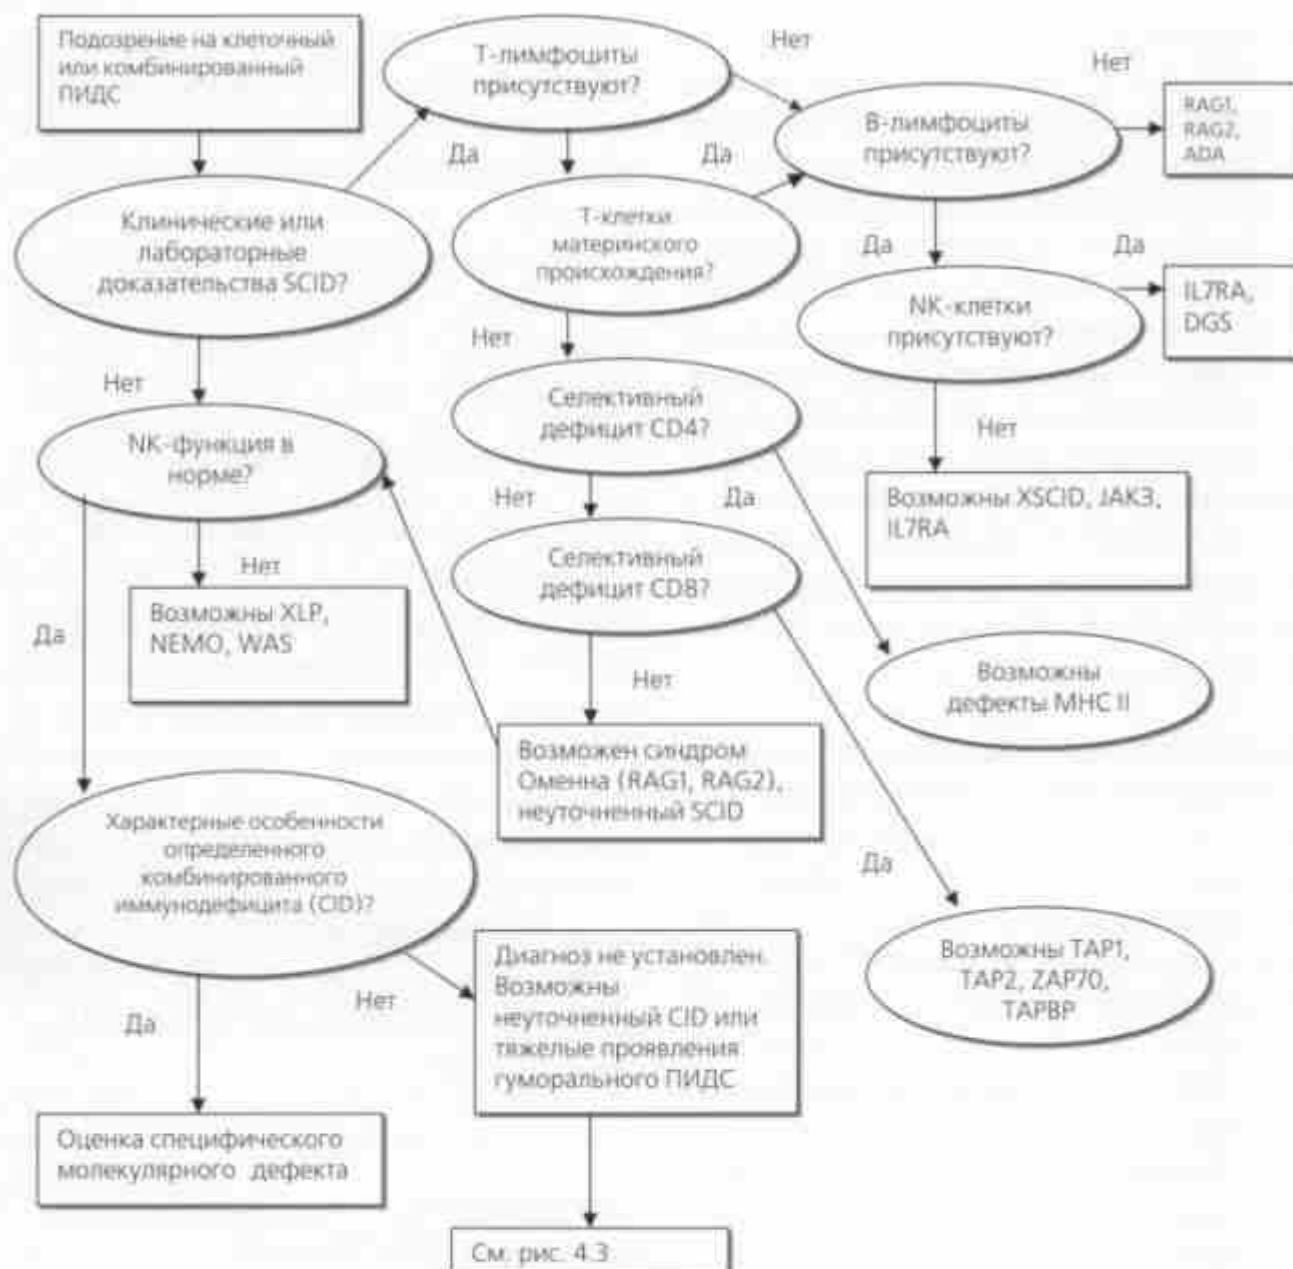 Подозрение на клеточный
или комбинированный
ПИДС
Т-лимфоциты
присутствуют?
Нет
Нет
В-лимфоциты
присутствуют?
RAG1,
RAG2,
ADA
Да
Да
Клинические или
лабораторные
доказательства SCID?
Т-клетки
материнского
происхождения?
Да
Да
NK-клетки
присутствуют?
IL7RA,
DGS
Нет
Нет
Селективный
дефицит CD4?
Нет
NK-функция в
норме?
Нет
Да
Возможны XSCID, JAK3,
IL7RA
Селективный
дефицит CD8?
Нет
Возможны XLP,
NEMO, WAS
Да
Нет
Возможны
дефекты MHC II
Возможен синдром
Оменна (RAG1, RAG2),
неуточненный SCID
Характерные особенности
определенного
комбинированного
иммунодефицита (CID)?
Да
Возможны TAP1,
TAP2, ZAP70,
TAPBP
Диагноз не установлен.
Возможны
неуточненный CID или
тяжелые проявления
гуморального ПИДС
Нет
Да
Оценка специфического
молекулярного дефекта
См. рис. 4.3